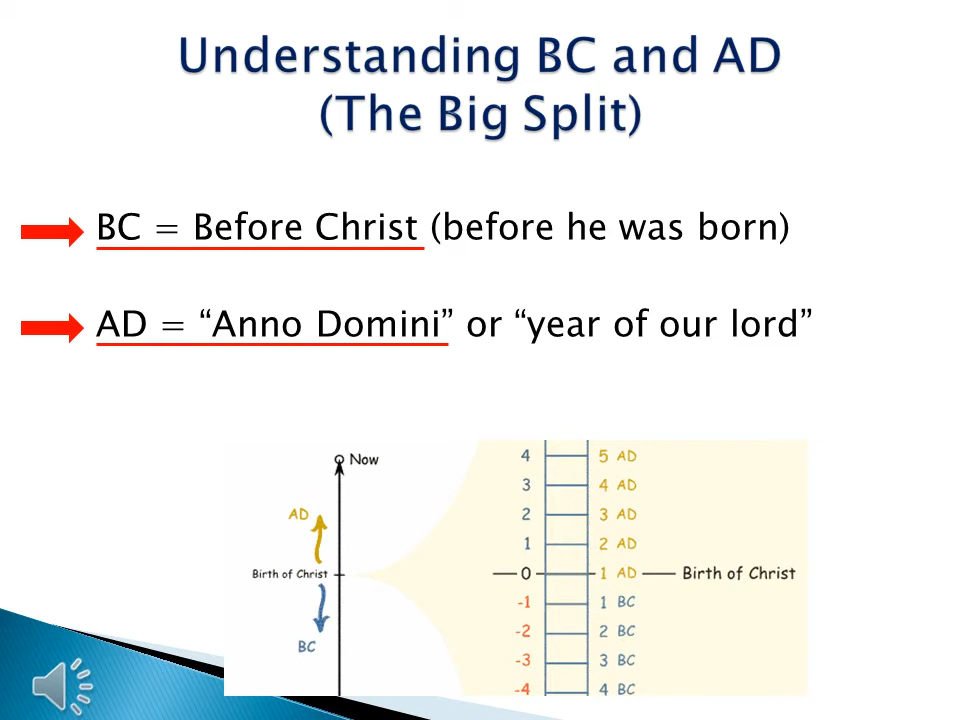 Understanding BC and AD
(The Big Split)
BC = Before Christ (before he was born)
AD = “Anno Domini” or “year of our lord”
Now
AD
Birth of Christ
BC
4 5 AD
3 4 AD
2 3 AD
1 2 AD
0 1 AD Birth of Christ
-1 1 BC
-2 2 BC
-3 3 BC
-4 4 BC